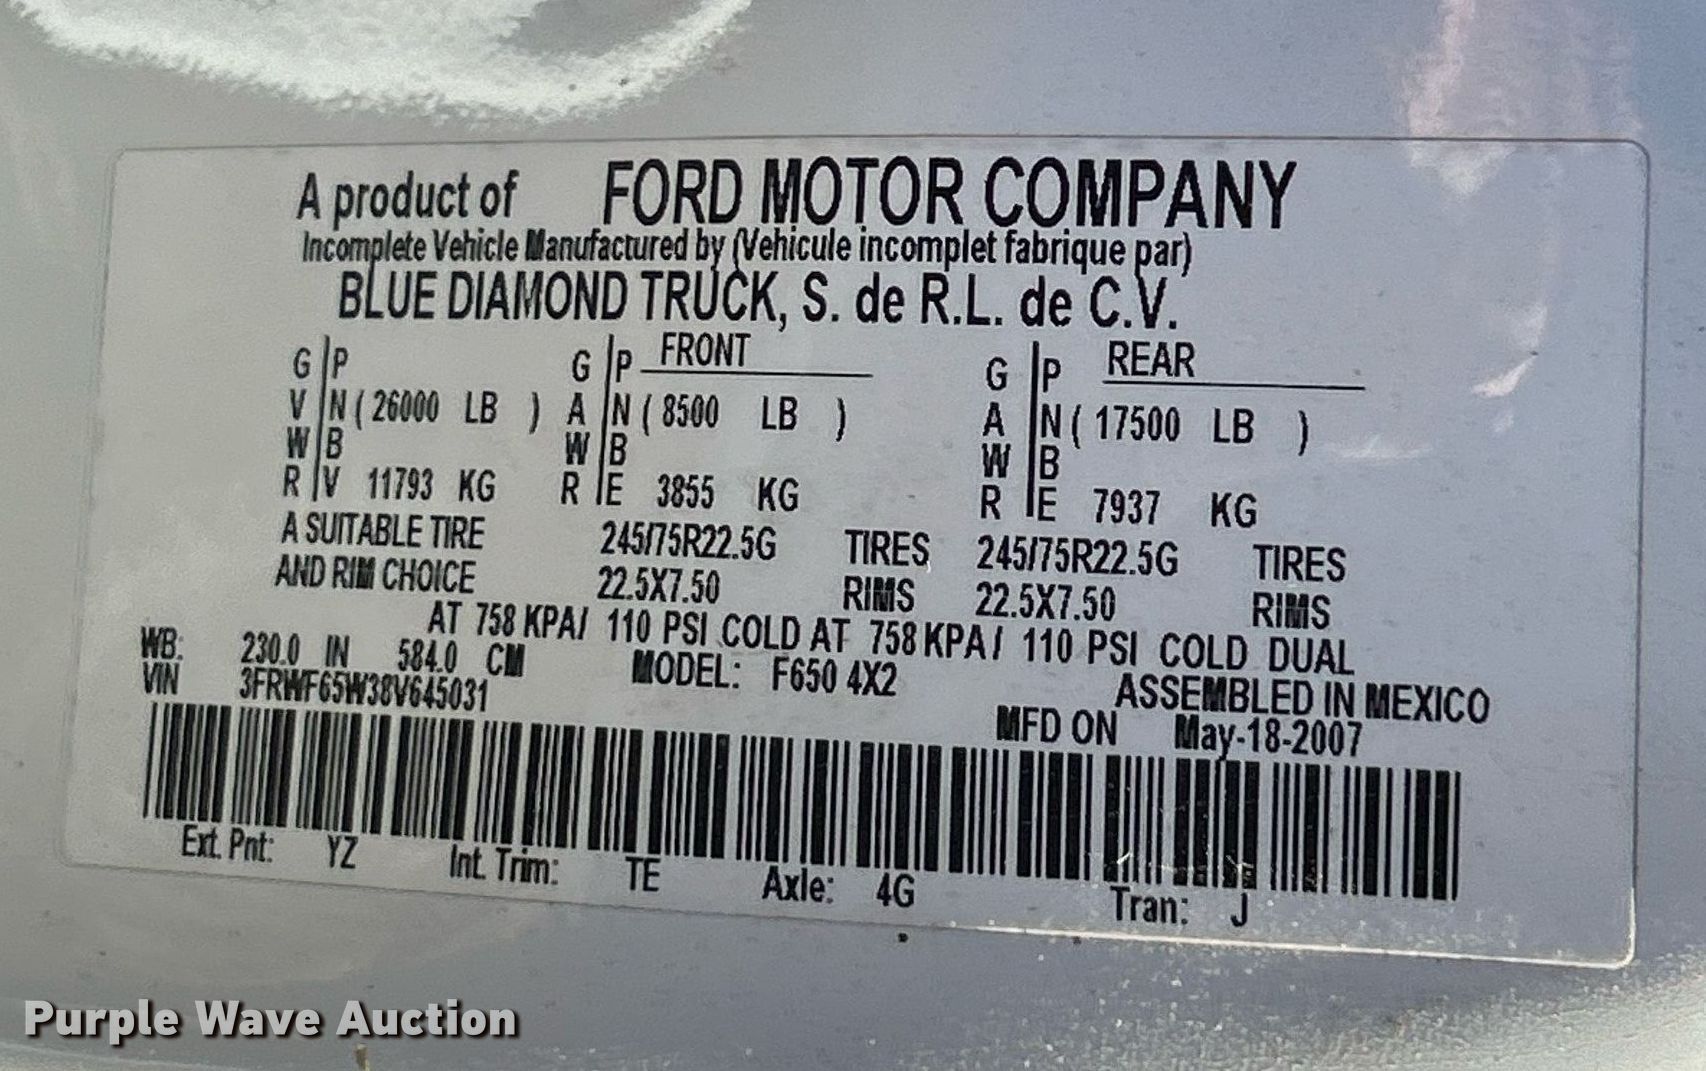 A product of FORD MOTOR COMPANY
Incomplete Vehicle Manufactured by (Vehicule incomplet fabrique par)
BLUE DIAMOND TRUCK, S. de R.L. de C.V.
G P G P FRONT G P REAR
V N ( 26000 LB ) A N ( 8500 LB ) A N ( 17500 LB )
W B W B W B
R V 11793 KG R E 3855 KG R E 7937 KG
A SUITABLE TIRE 245/75R22.5G TIRES 245/75R22.5G TIRES
AND RIM CHOICE 22.5X7.50 RIMS 22.5X7.50 RIMS
AT 758 KPA/ 110 PSI COLD AT 758 KPA/ 110 PSI COLD DUAL
WB: 230.0 IN 584.0 CM MODEL: F650 4X2 ASSEMBLED IN MEXICO
VIN 3FRWF65W38V645031 MFD ON May-18-2007
Ext. Pnt: YZ Int. Trim: TE Axle: 4G Tran: J
Purple Wave Auction